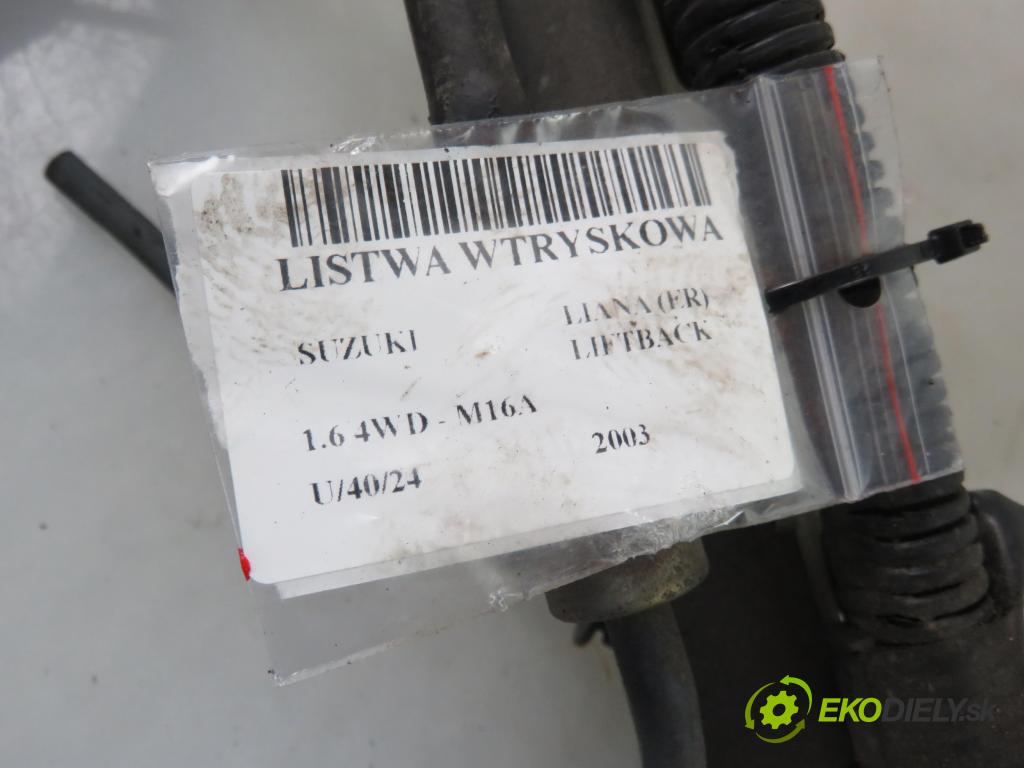 LISTWA WTRYSKOWA
SUZUKI
LIANA (ER)
LIFTBACK
1.6 4WD - M16A
2003
U/40/24
EKODIELY.sk